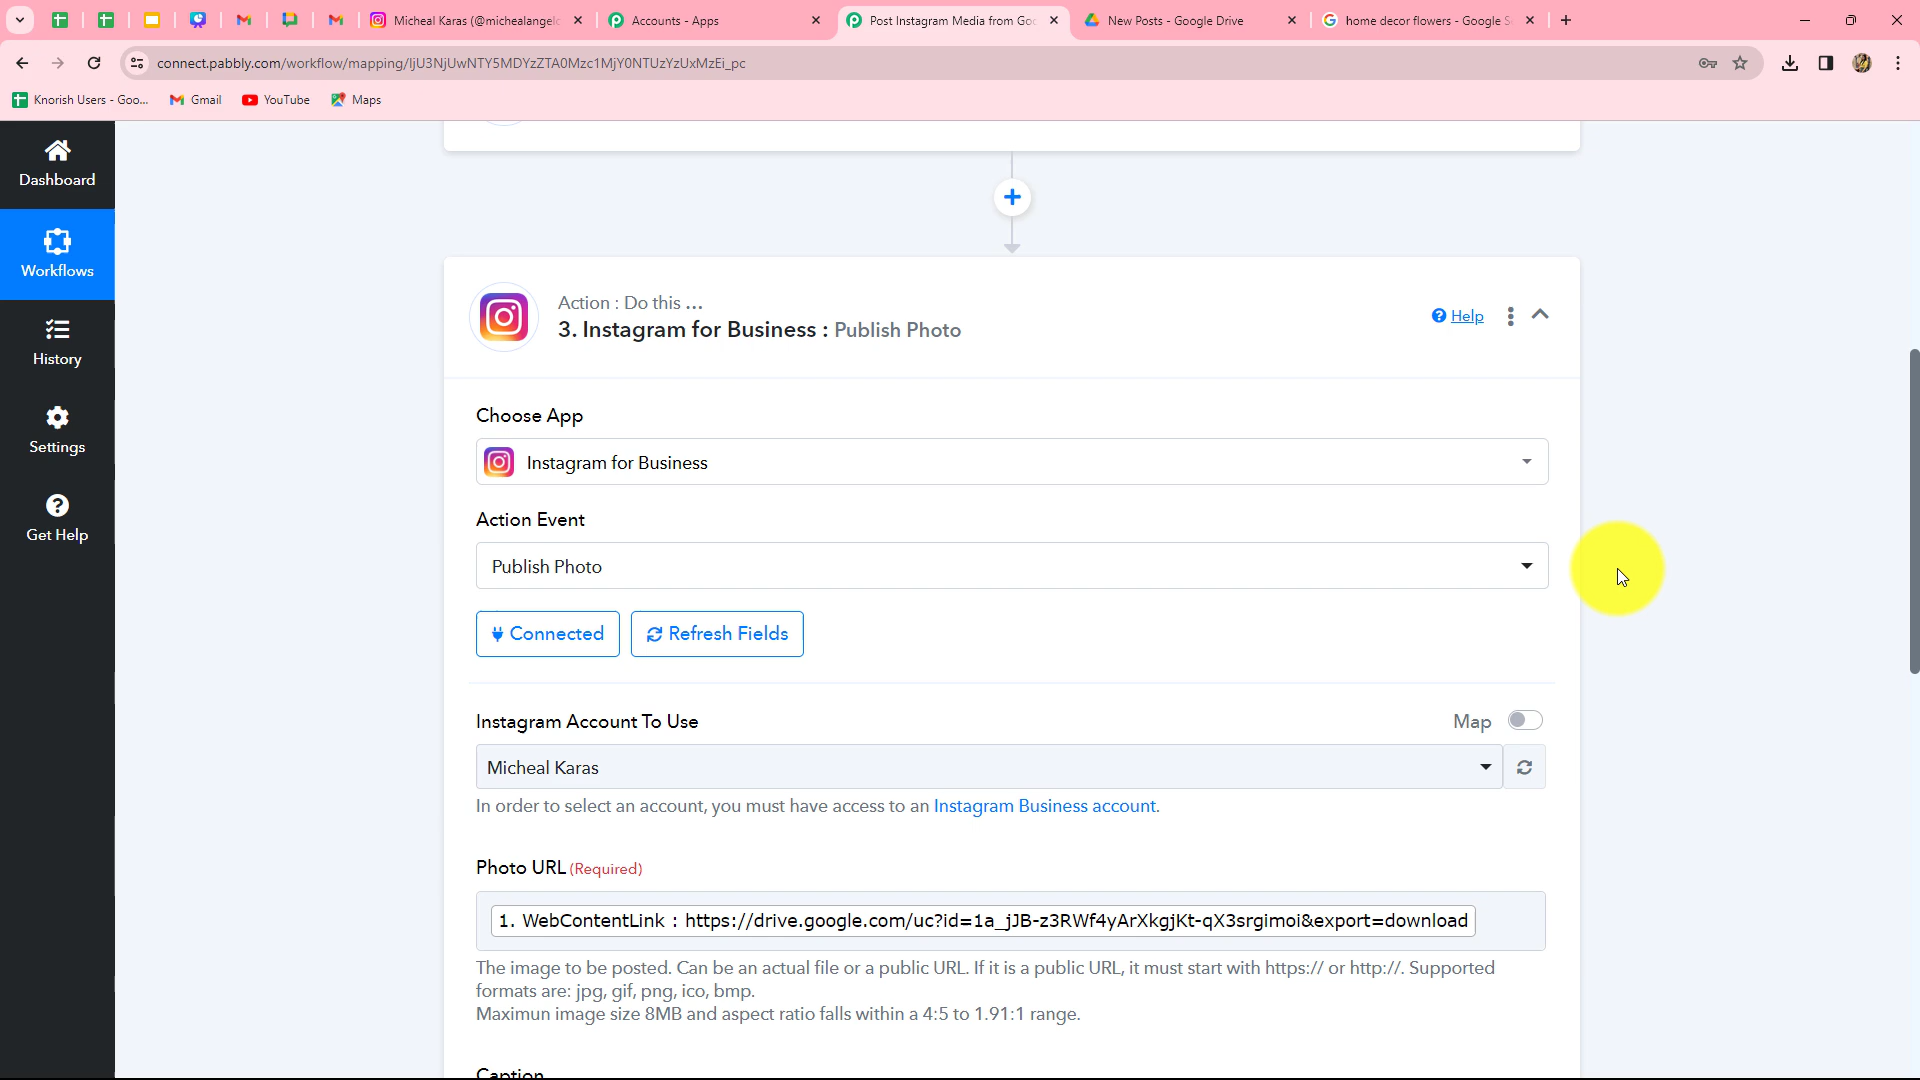 Micheal Karas (@michealangelo
Accounts - Apps
Post Instagram Media from Goo
New Posts - Google Drive
home decor flowers - Google S
connect.pabbly.com/workflow/mapping/IjU3NjUwNTY5MDYzZTA0Mzc1MjY0NTUzYzUxMzEi_pc
Knorish Users - Goo...
Gmail
YouTube
Maps
Dashboard
Workflows
History
Settings
Get Help
Action : Do this ...
3. Instagram for Business : Publish Photo
Help
Choose App
Instagram for Business
Action Event
Publish Photo
Connected
Refresh Fields
Instagram Account To Use
Map
Micheal Karas
In order to select an account, you must have access to an Instagram Business account.
Photo URL (Required)
1. WebContentLink : https://drive.google.com/uc?id=1a_jJB-z3RWf4yArXkgjKt-qX3srgimoi&export=download
The image to be posted. Can be an actual file or a public URL. If it is a public URL, it must start with https:// or http://. Supported
formats are: jpg, gif, png, ico, bmp.
Maximun image size 8MB and aspect ratio falls within a 4:5 to 1.91:1 range.
Caption